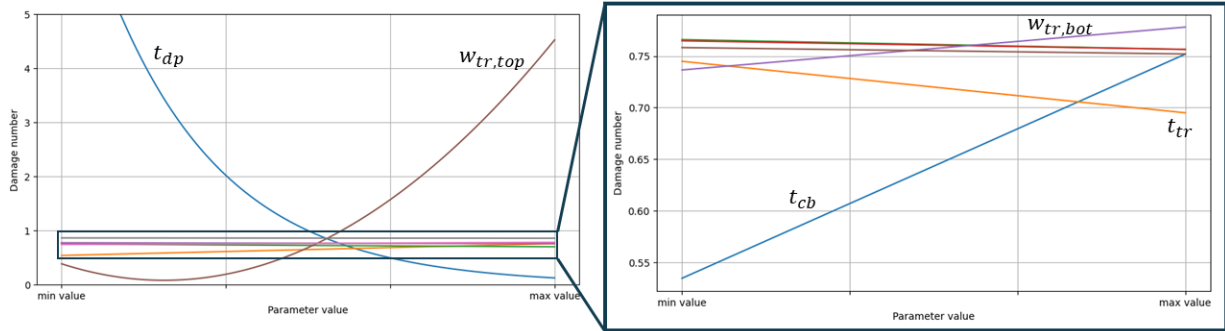 5
4
3
2
1
0
Damage number
t_dp
w_tr,top
min value
max value
Parameter value
0.75
0.70
0.65
0.60
0.55
Damage number
w_tr,bot
t_tr
t_cb
min value
max value
Parameter value